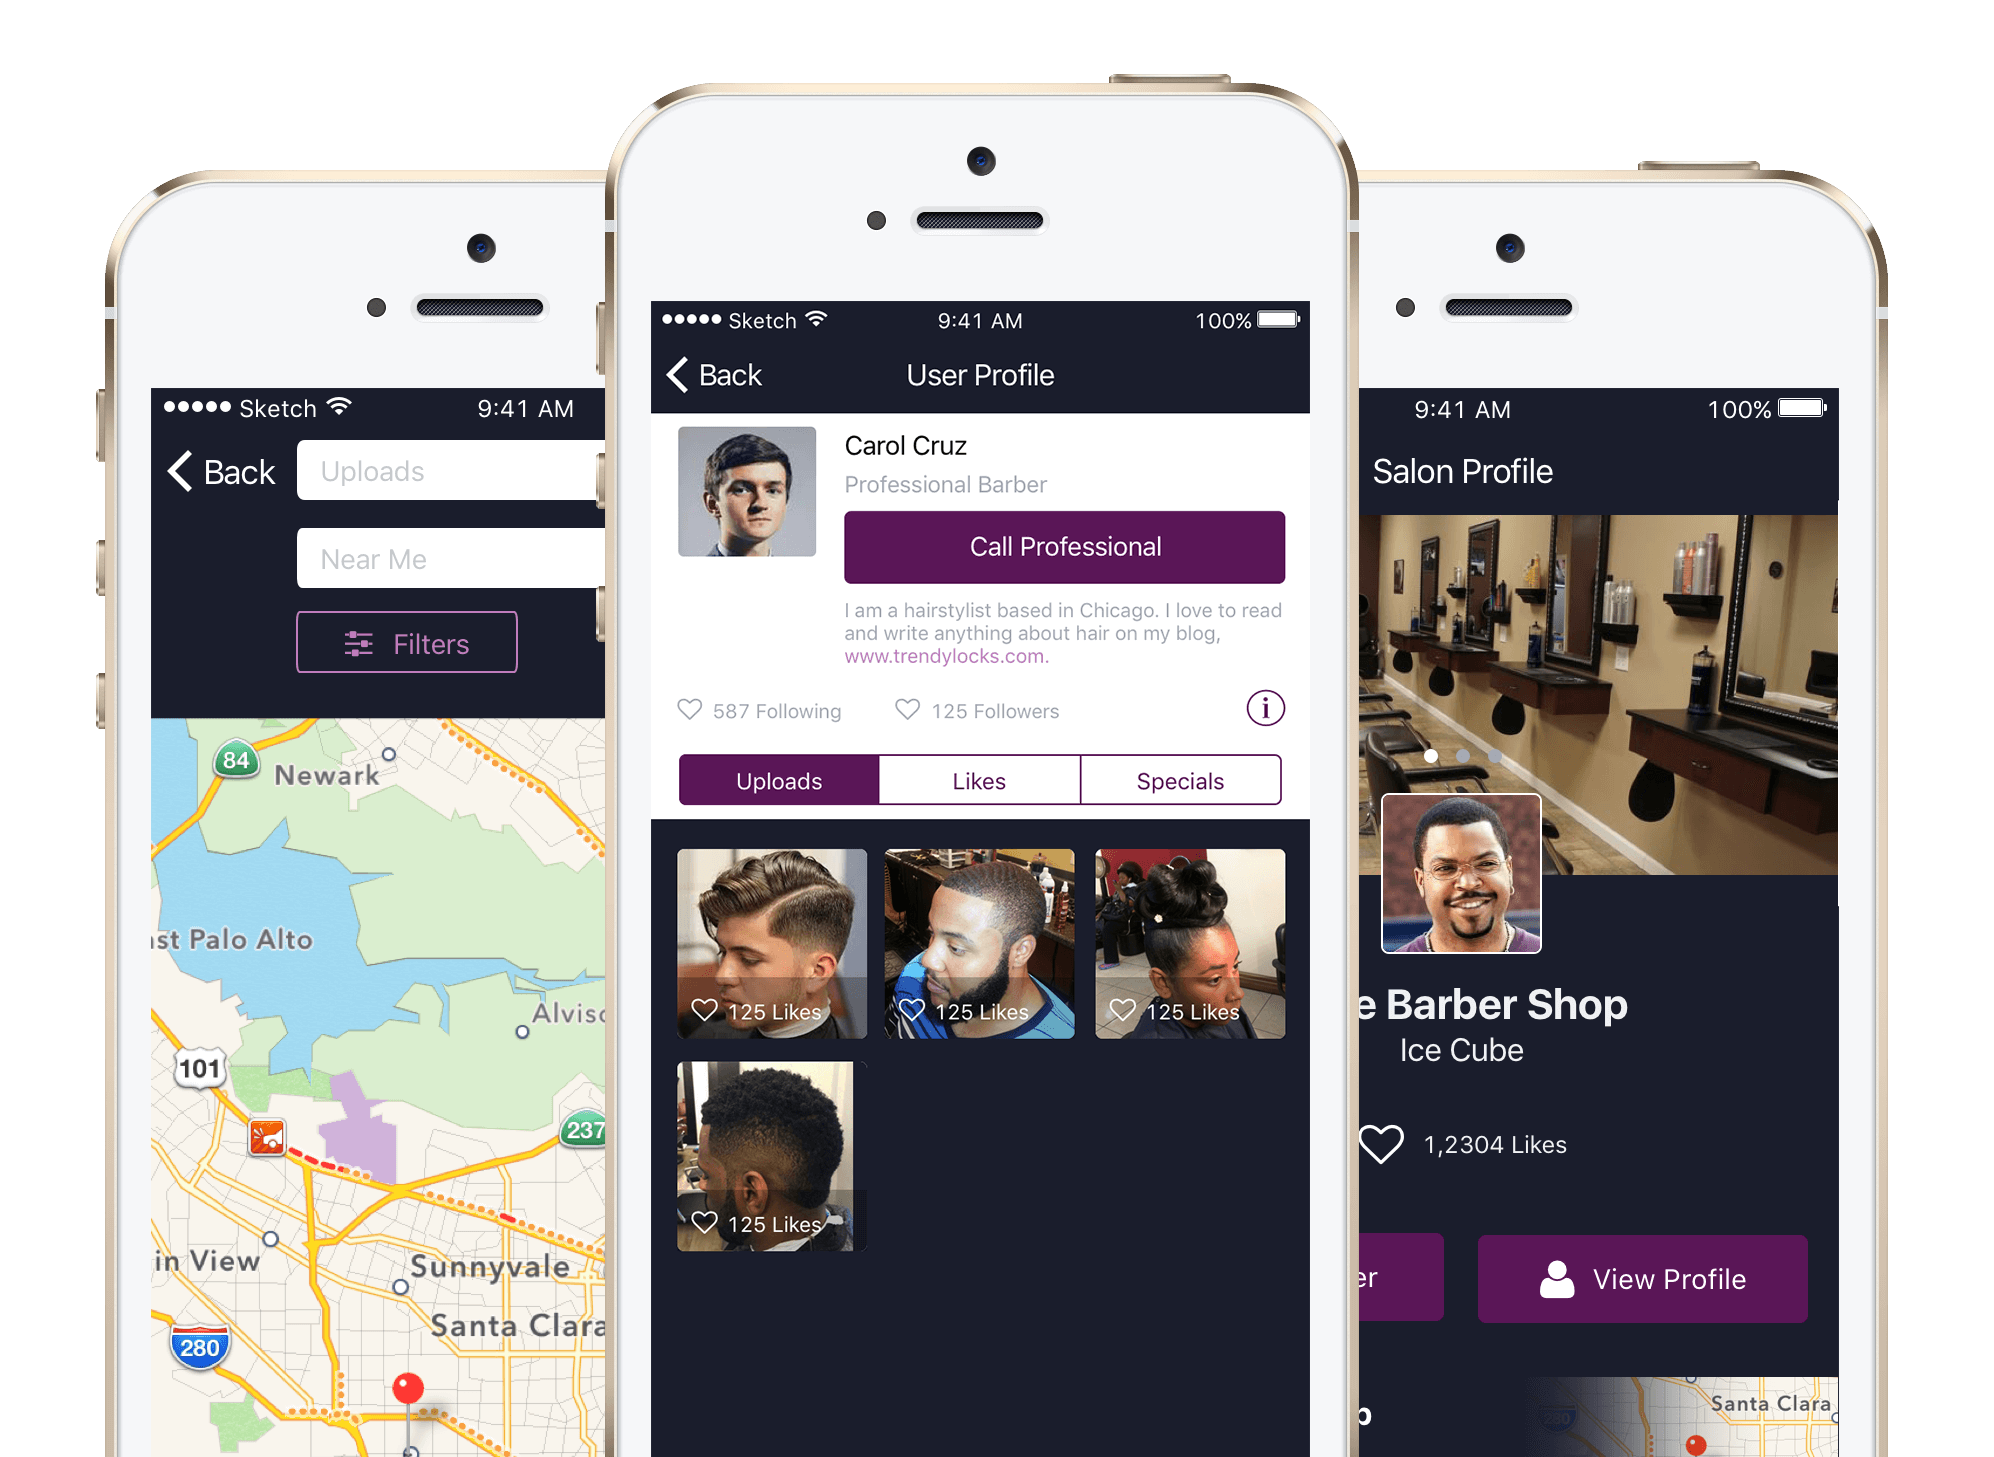 Sketch
9:41 AM
Back
Uploads
Near Me
Filters
84
Newark
st Palo Alto
Alviso
101
237
in View
Sunnyvale
Santa Clara
280
Sketch
9:41 AM
100%
Back
User Profile
Carol Cruz
Professional Barber
Call Professional
I am a hairstylist based in Chicago. I love to read
and write anything about hair on my blog,
www.trendylocks.com.
587 Following
125 Followers
i
Uploads
Likes
Specials
125 Likes
125 Likes
125 Likes
125 Likes
9:41 AM
100%
Salon Profile
e Barber Shop
Ice Cube
1,2304 Likes
er
View Profile
p
280
Santa Clara